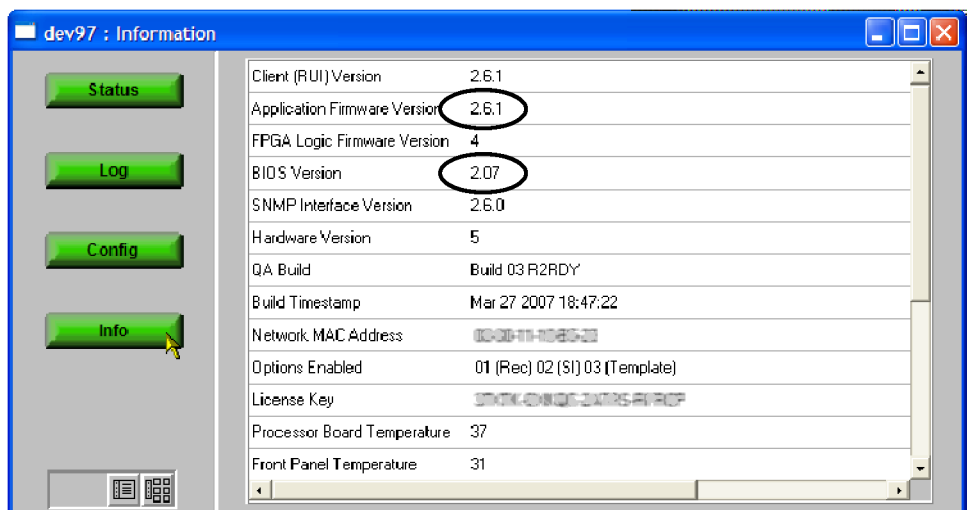 dev97 : Information
Status
Log
Config
Info
Client (RUI) Version 2.6.1
Application Firmware Version 2.6.1
FPGA Logic Firmware Version 4
BIOS Version 2.07
SNMP Interface Version 2.6.0
Hardware Version 5
QA Build Build 03 R2RDY
Build Timestamp Mar 27 2007 18:47:22
Network MAC Address
Options Enabled 01 (Rec) 02 (SI) 03 (Template)
License Key
Processor Board Temperature 37
Front Panel Temperature 31